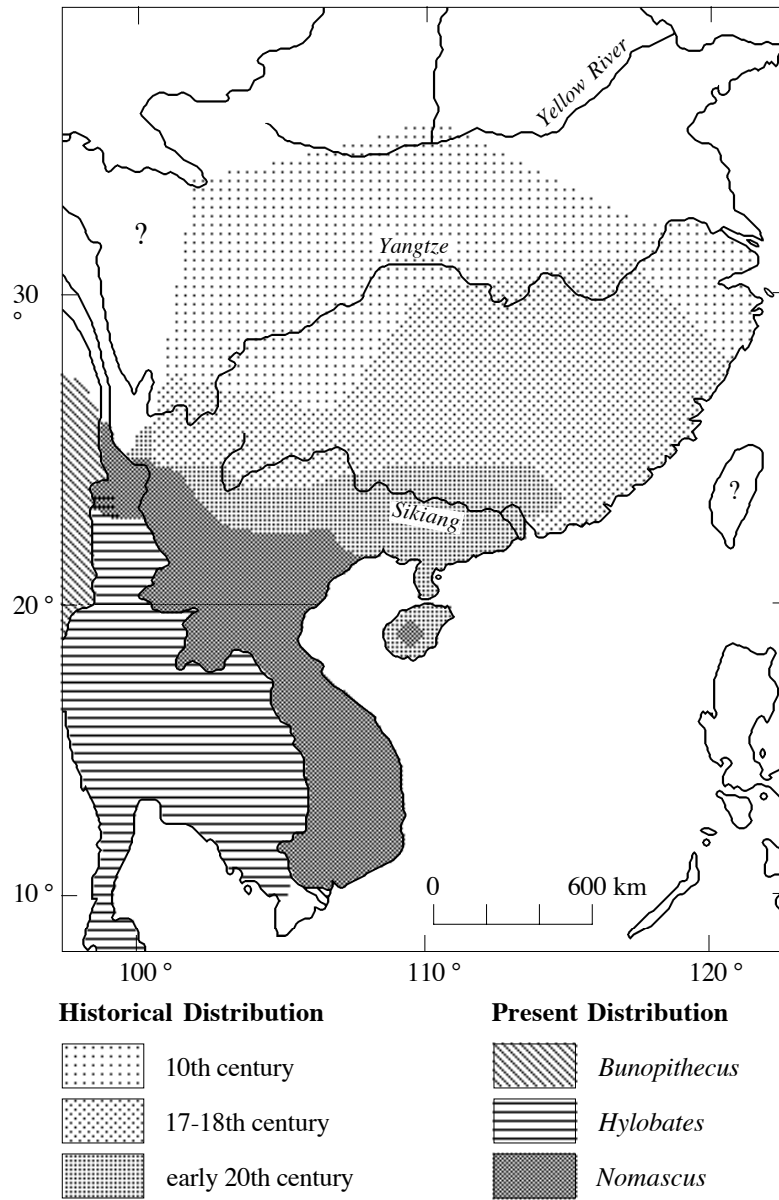 Yellow River
?
Yangtze
30
°
?
Sikiang
20 °
10 °
0 600 km
100 ° 110 ° 120 °
Historical Distribution
10th century
17-18th century
early 20th century
Present Distribution
Bunopithecus
Hylobates
Nomascus